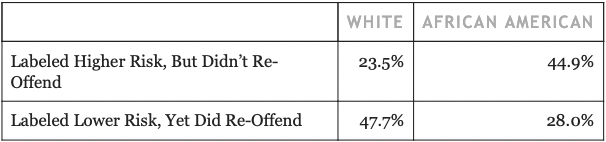 WHITE AFRICAN AMERICAN
Labeled Higher Risk, But Didn’t Re- 23.5% 44.9%
Offend
Labeled Lower Risk, Yet Did Re-Offend 47.7% 28.0%